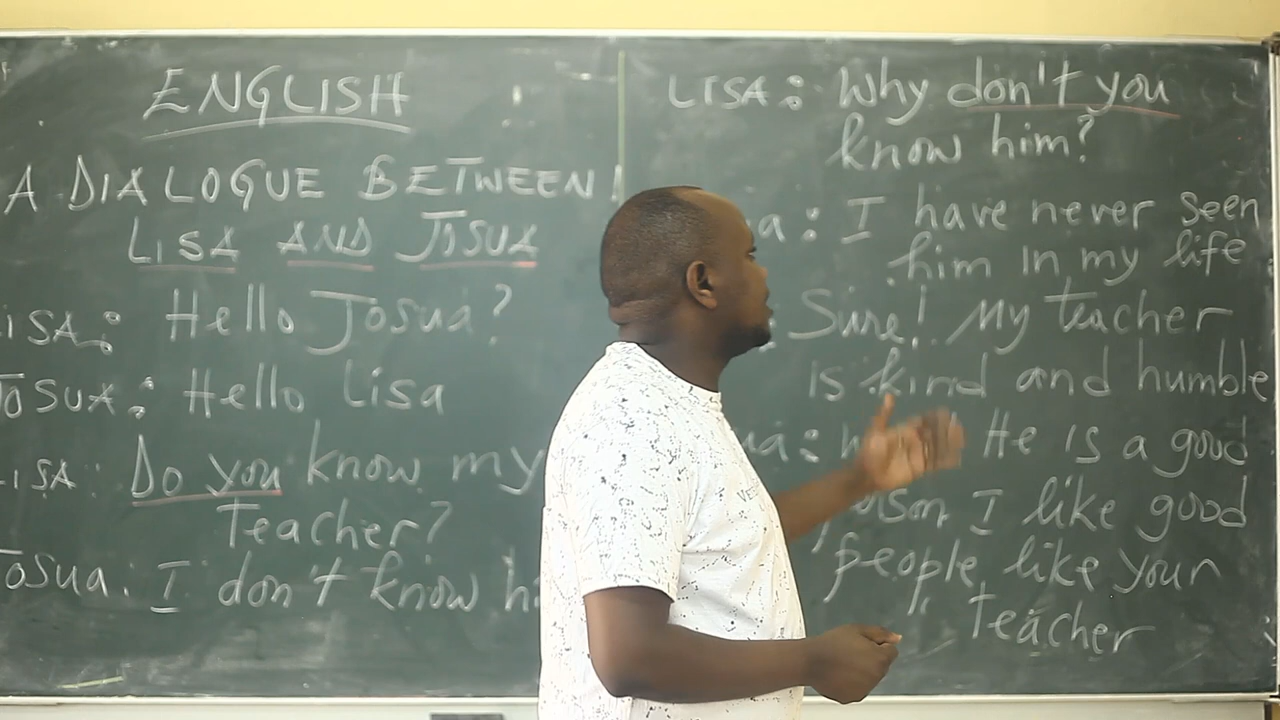 ENGLISH
A DIALOGUE BETWEEN
LISA AND JOSUA
LISA: Hello Josua?
JOSUA: Hello Lisa
LISA: Do you know my
Teacher?
Josua. I don't know
LISA: Why don't you
know him?
I have never seen
him in my life
Sure! My teacher
is kind and humble
He is a good
I like good
people like your
Teacher